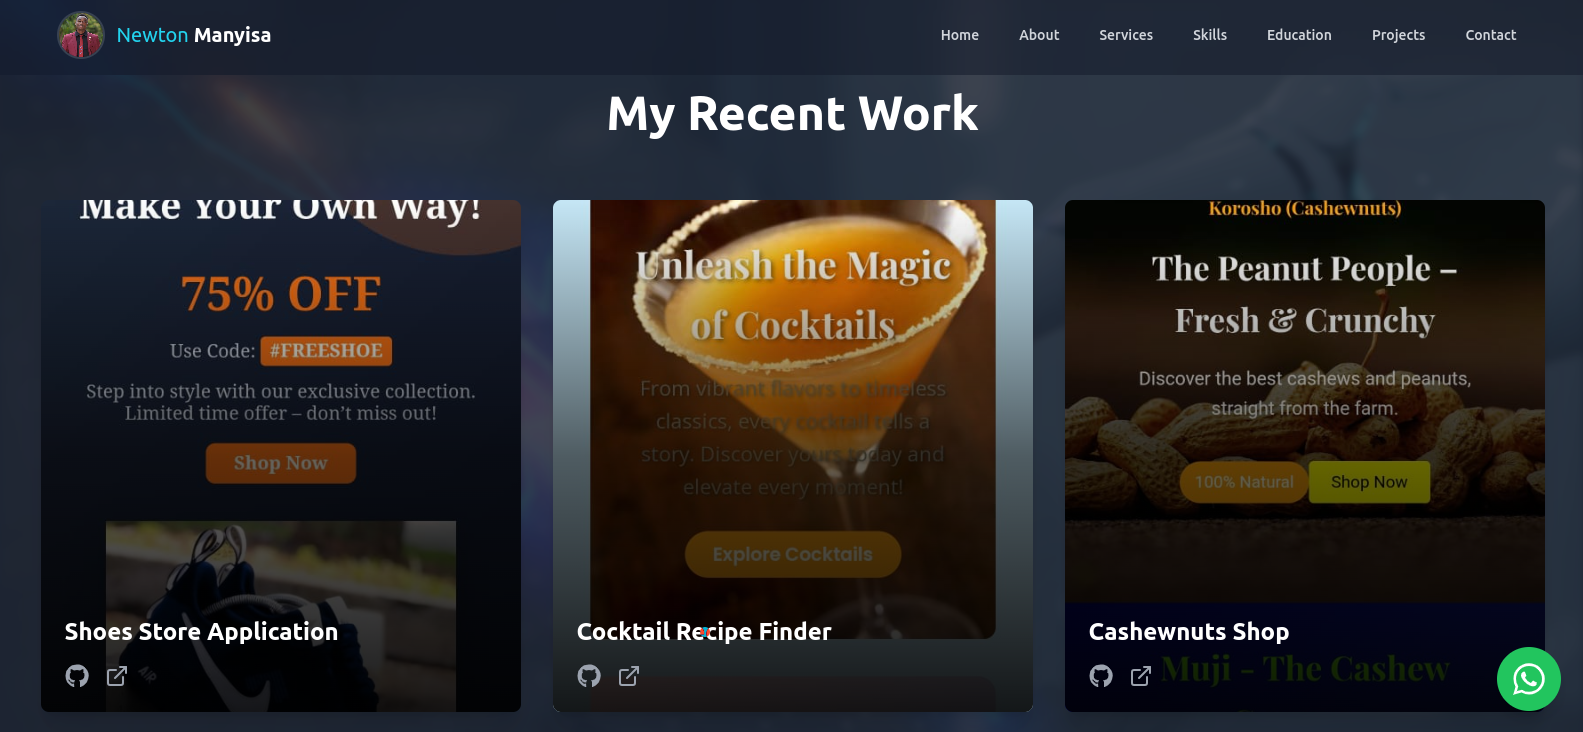 Newton Manyisa
Home
About
Services
Skills
Education
Projects
Contact
My Recent Work
Make Your Own Way!
75% OFF
Use Code: #FREESHOE
Step into style with our exclusive collection.
Limited time offer – don’t miss out!
Shop Now
AIR
Shoes Store Application
Unleash the Magic
of Cocktails
From vibrant flavors to timeless
classics, every cocktail tells a
story. Discover yours today and
elevate every moment!
Explore Cocktails
Cocktail Recipe Finder
Korosho (Cashewnuts)
The Peanut People –
Fresh & Crunchy
Discover the best cashews and peanuts,
straight from the farm.
100% Natural
Shop Now
Cashewnuts Shop
Muji - The Cashew